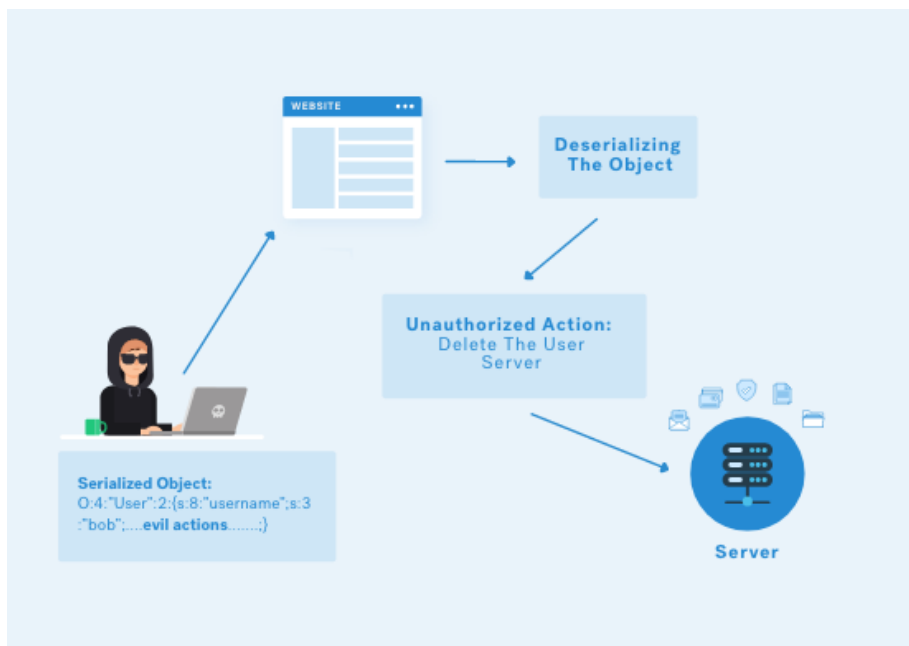 WEBSITE
Deserializing
The Object
Unauthorized Action:
Delete The User
Server
Serialized Object:
O:4:"User":2:{s:8:"username";s:3
:"bob";....evil actions.......;}
Server